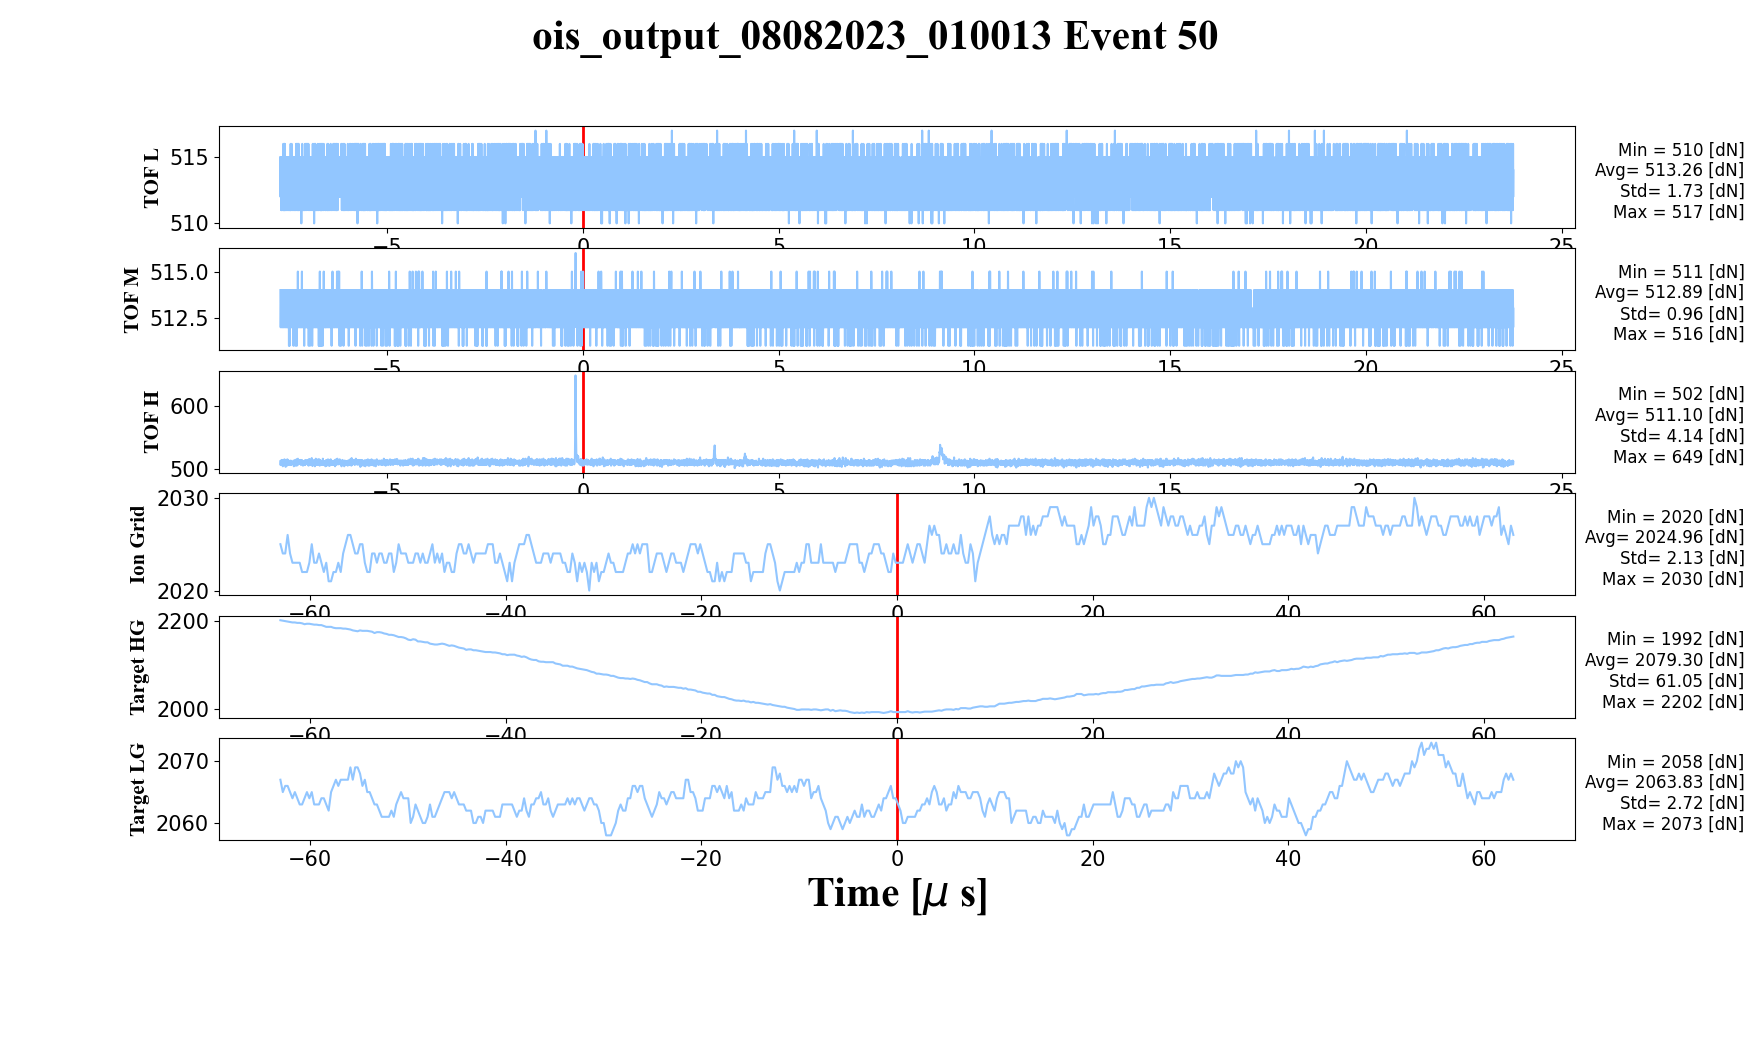 ois_output_08082023_010013 Event 50
TOF L
515
510
Min = 510 [dN]
Avg= 513.26 [dN]
Std= 1.73 [dN]
Max = 517 [dN]
−5 0 5 10 15 20 25
TOF M
515.0
512.5
Min = 511 [dN]
Avg= 512.89 [dN]
Std= 0.96 [dN]
Max = 516 [dN]
−5 0 5 10 15 20 25
TOF H
600
500
Min = 502 [dN]
Avg= 511.10 [dN]
Std= 4.14 [dN]
Max = 649 [dN]
−5 0 5 10 15 20 25
Ion Grid
2030
2020
Min = 2020 [dN]
Avg= 2024.96 [dN]
Std= 2.13 [dN]
Max = 2030 [dN]
−60 −40 −20 0 20 40 60
Target HG
2200
2000
Min = 1992 [dN]
Avg= 2079.30 [dN]
Std= 61.05 [dN]
Max = 2202 [dN]
−60 −40 −20 0 20 40 60
Target LG
2070
2060
Min = 2058 [dN]
Avg= 2063.83 [dN]
Std= 2.72 [dN]
Max = 2073 [dN]
−60 −40 −20 0 20 40 60
Time [μ s]